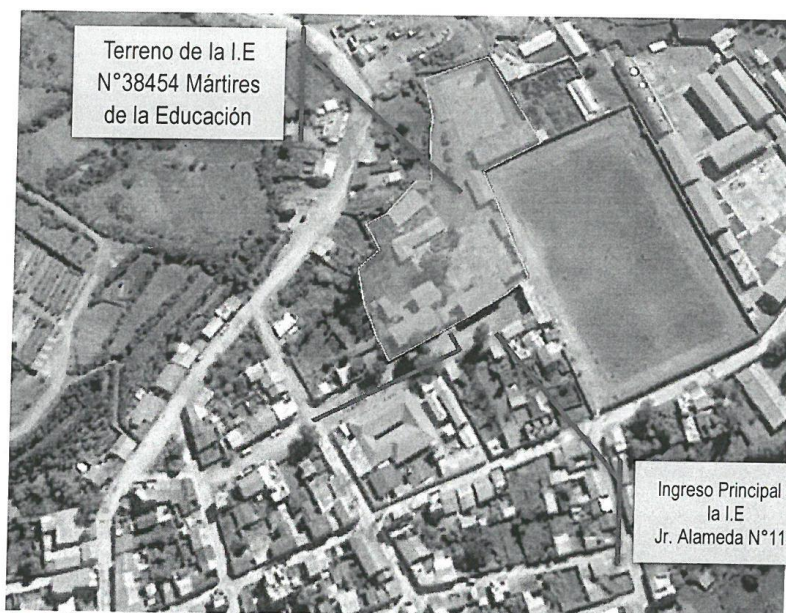 Terreno de la I.E
N°38454 Mártires
de la Educación
Ingreso Principal
la I.E
Jr. Alameda N°11